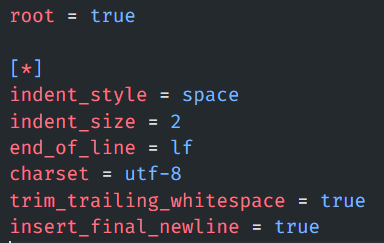 root = true

[*]
indent_style = space
indent_size = 2
end_of_line = lf
charset = utf-8
trim_trailing_whitespace = true
insert_final_newline = true